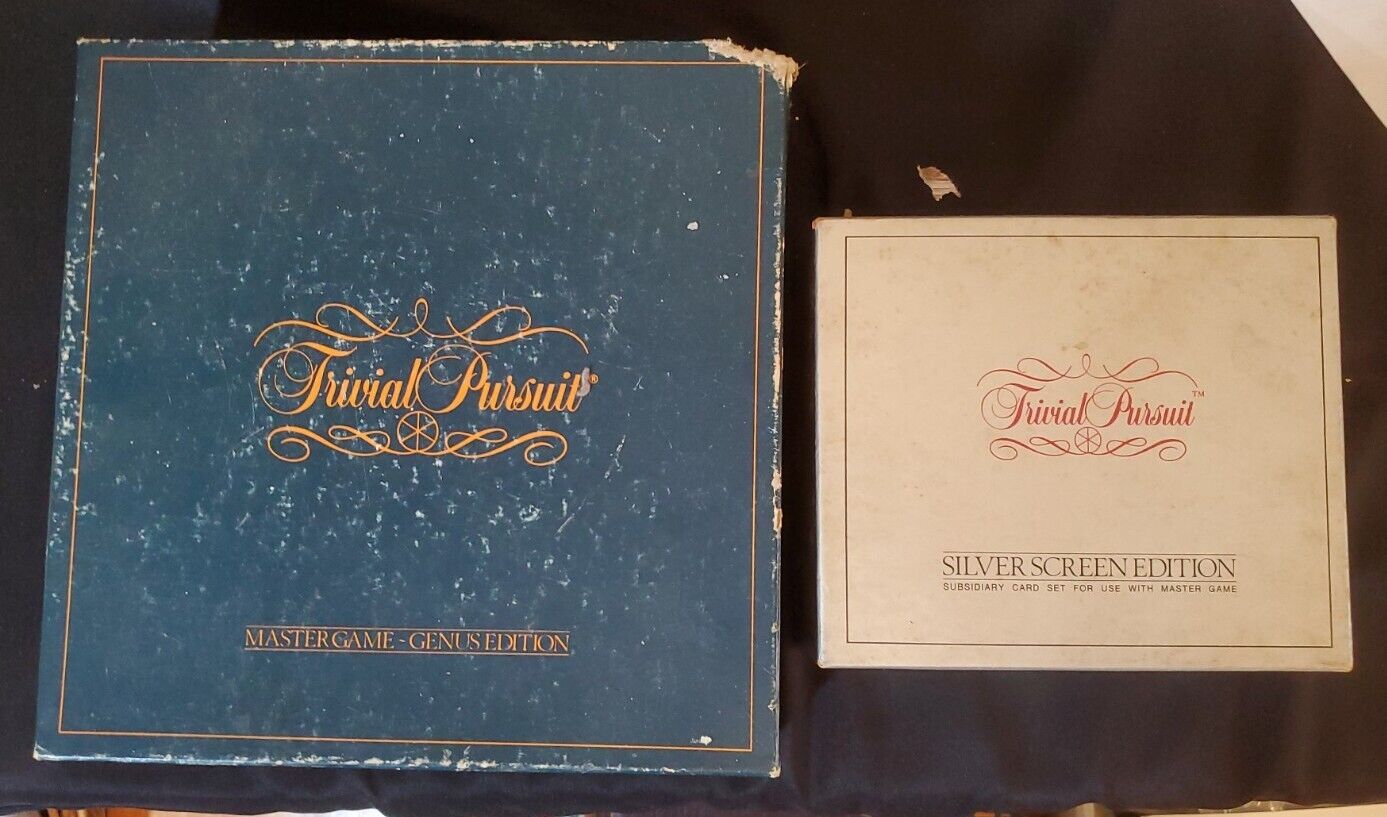 Trivial Pursuit®
MASTER GAME - GENUS EDITION
Trivial Pursuit™
SILVER SCREEN EDITION
SUBSIDIARY CARD SET FOR USE WITH MASTER GAME